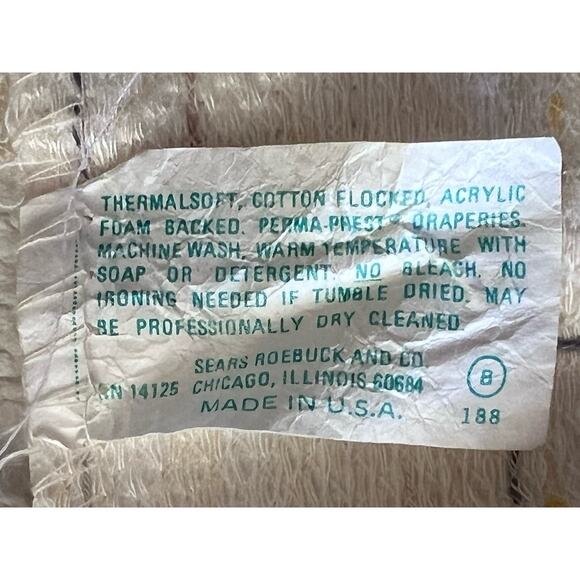 THERMALSOFT, COTTON FLOCKED, ACRYLIC
FOAM BACKED. PERMA-PREST™ DRAPERIES.
MACHINE WASH, WARM TEMPERATURE WITH
SOAP OR DETERGENT. NO BLEACH. NO
IRONING NEEDED IF TUMBLE DRIED. MAY
BE PROFESSIONALLY DRY CLEANED
SEARS ROEBUCK AND CO.
RN 14125 CHICAGO, ILLINOIS 60684 8
MADE IN U.S.A. 188